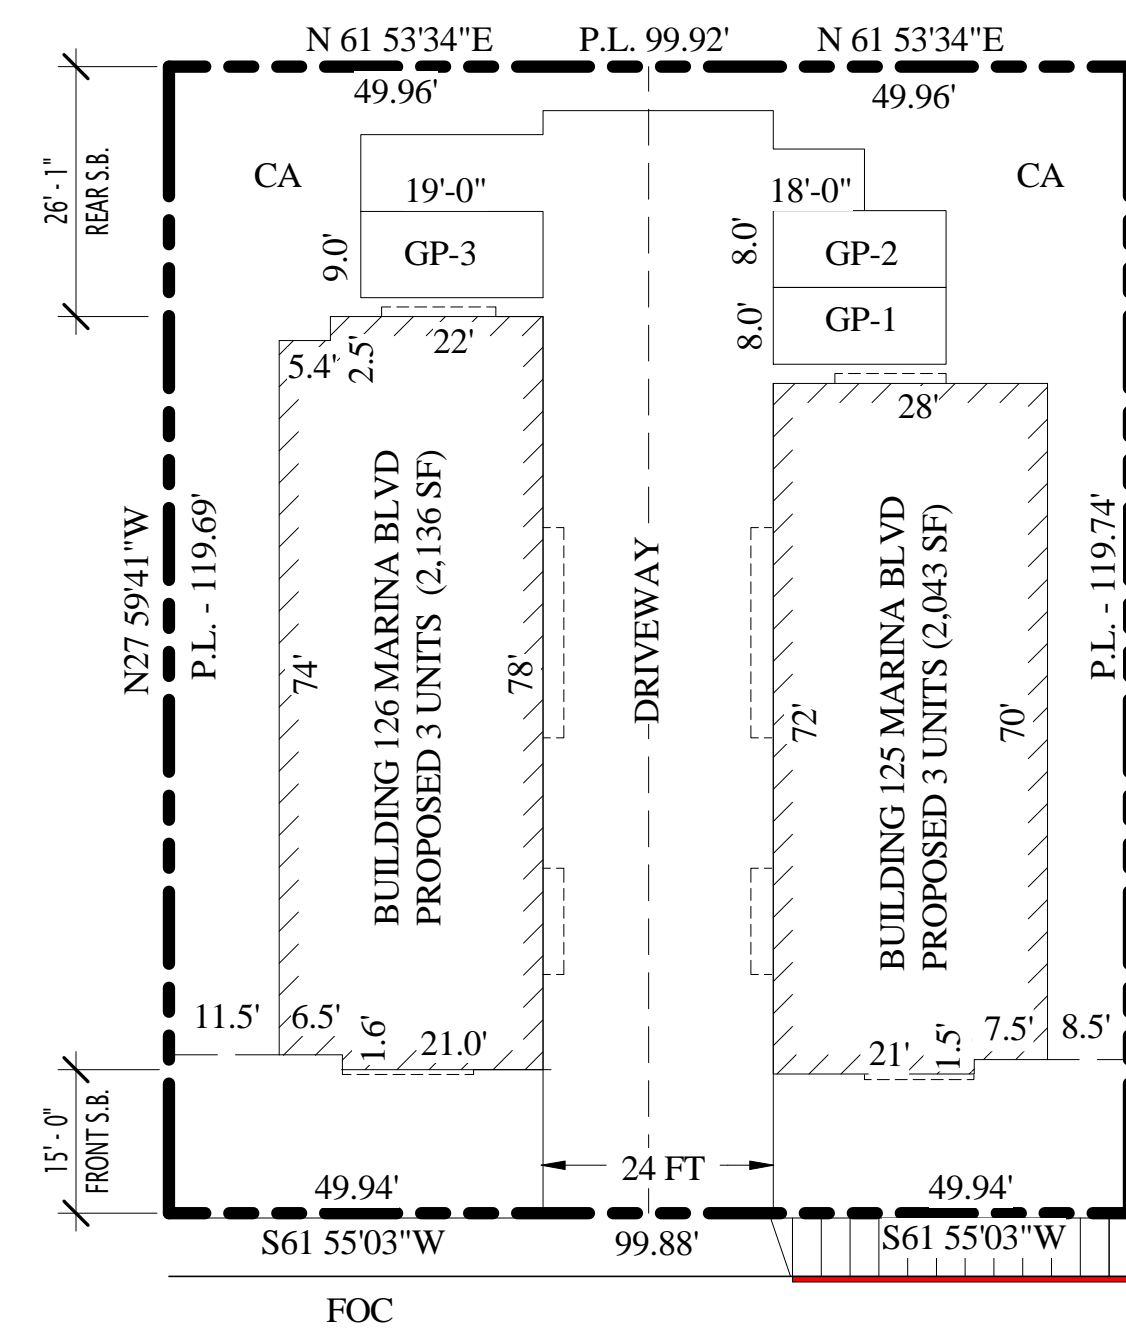 N 61 53'34"E
P.L. 99.92'
N 61 53'34"E
49.96'
49.96'
26' - 1"
REAR S.B.
CA
CA
19'-0"
18'-0"
9.0'
GP-3
8.0'
GP-2
8.0'
GP-1
5.4'
2.5'
22'
28'
N27 59'41"W
P.L. - 119.69'
74'
BUILDING 126 MARINA BLVD
PROPOSED 3 UNITS (2,136 SF)
78'
DRIVEWAY
72'
BUILDING 125 MARINA BLVD
PROPOSED 3 UNITS (2,043 SF)
70'
P.L. - 119.74'
11.5'
6.5'
1.6'
21.0'
21'
1.5'
7.5'
8.5'
15' - 0"
FRONT S.B.
24 FT
49.94'
49.94'
S61 55'03"W
99.88'
S61 55'03"W
FOC